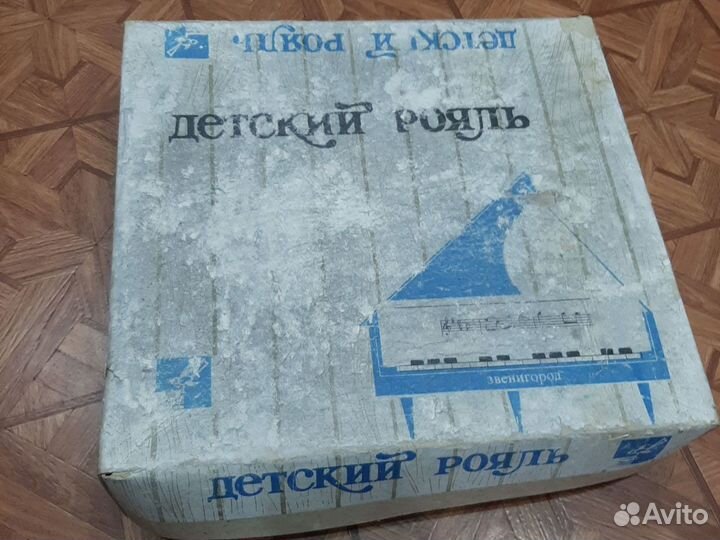 детский рояль
детский рояль
звенигород
детский рояль
Avito